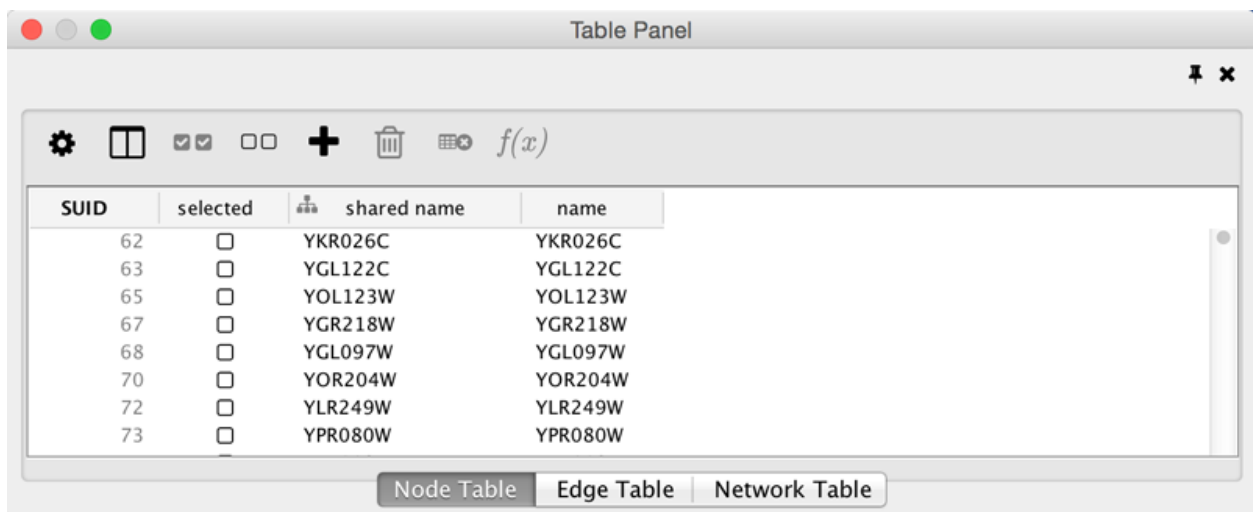 Table Panel
f(x)
SUID selected shared name name
62 YKR026C YKR026C
63 YGL122C YGL122C
65 YOL123W YOL123W
67 YGR218W YGR218W
68 YGL097W YGL097W
70 YOR204W YOR204W
72 YLR249W YLR249W
73 YPR080W YPR080W
Node Table Edge Table Network Table